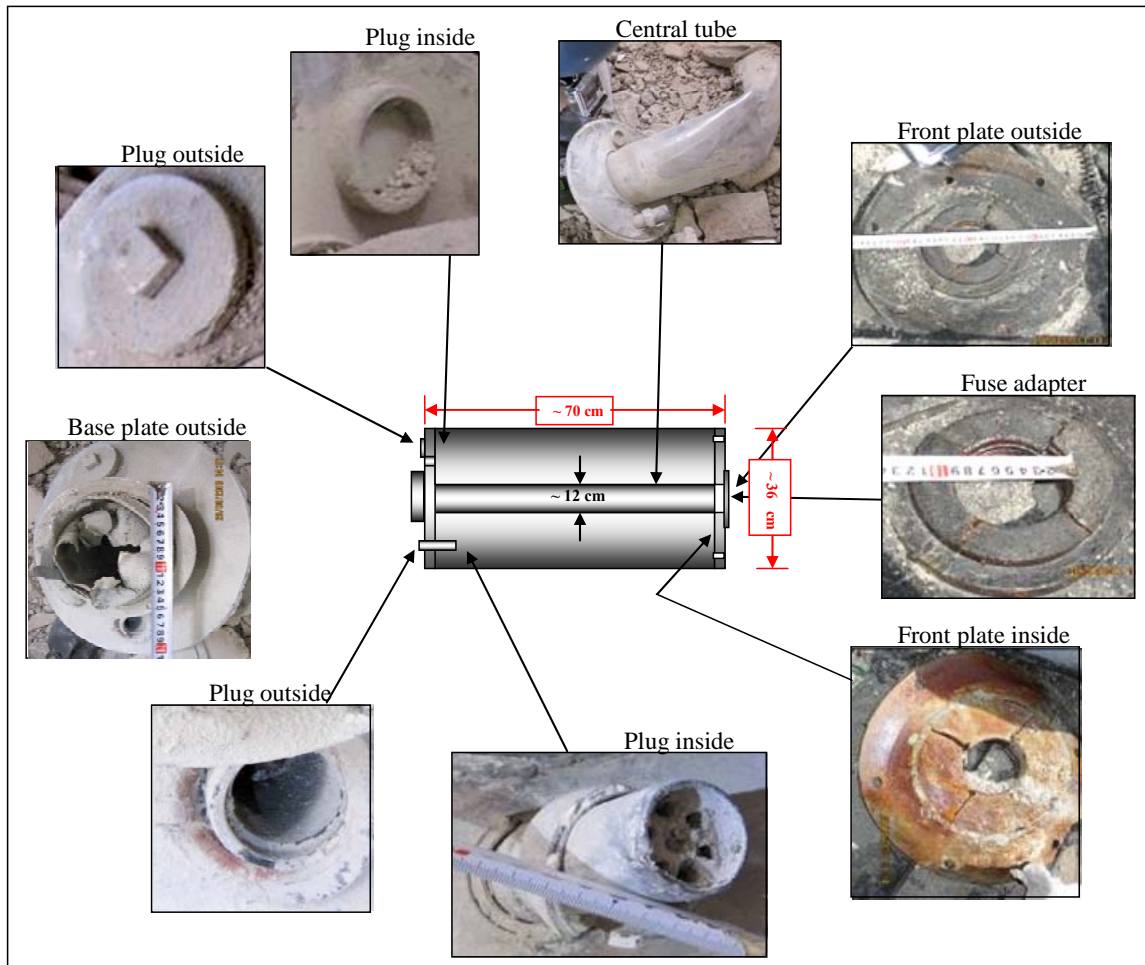 Plug inside
Central tube
Front plate outside
Plug outside
Fuse adapter
Base plate outside
~ 70 cm
~ 12 cm
~ 36 cm
Front plate inside
Plug outside
Plug inside